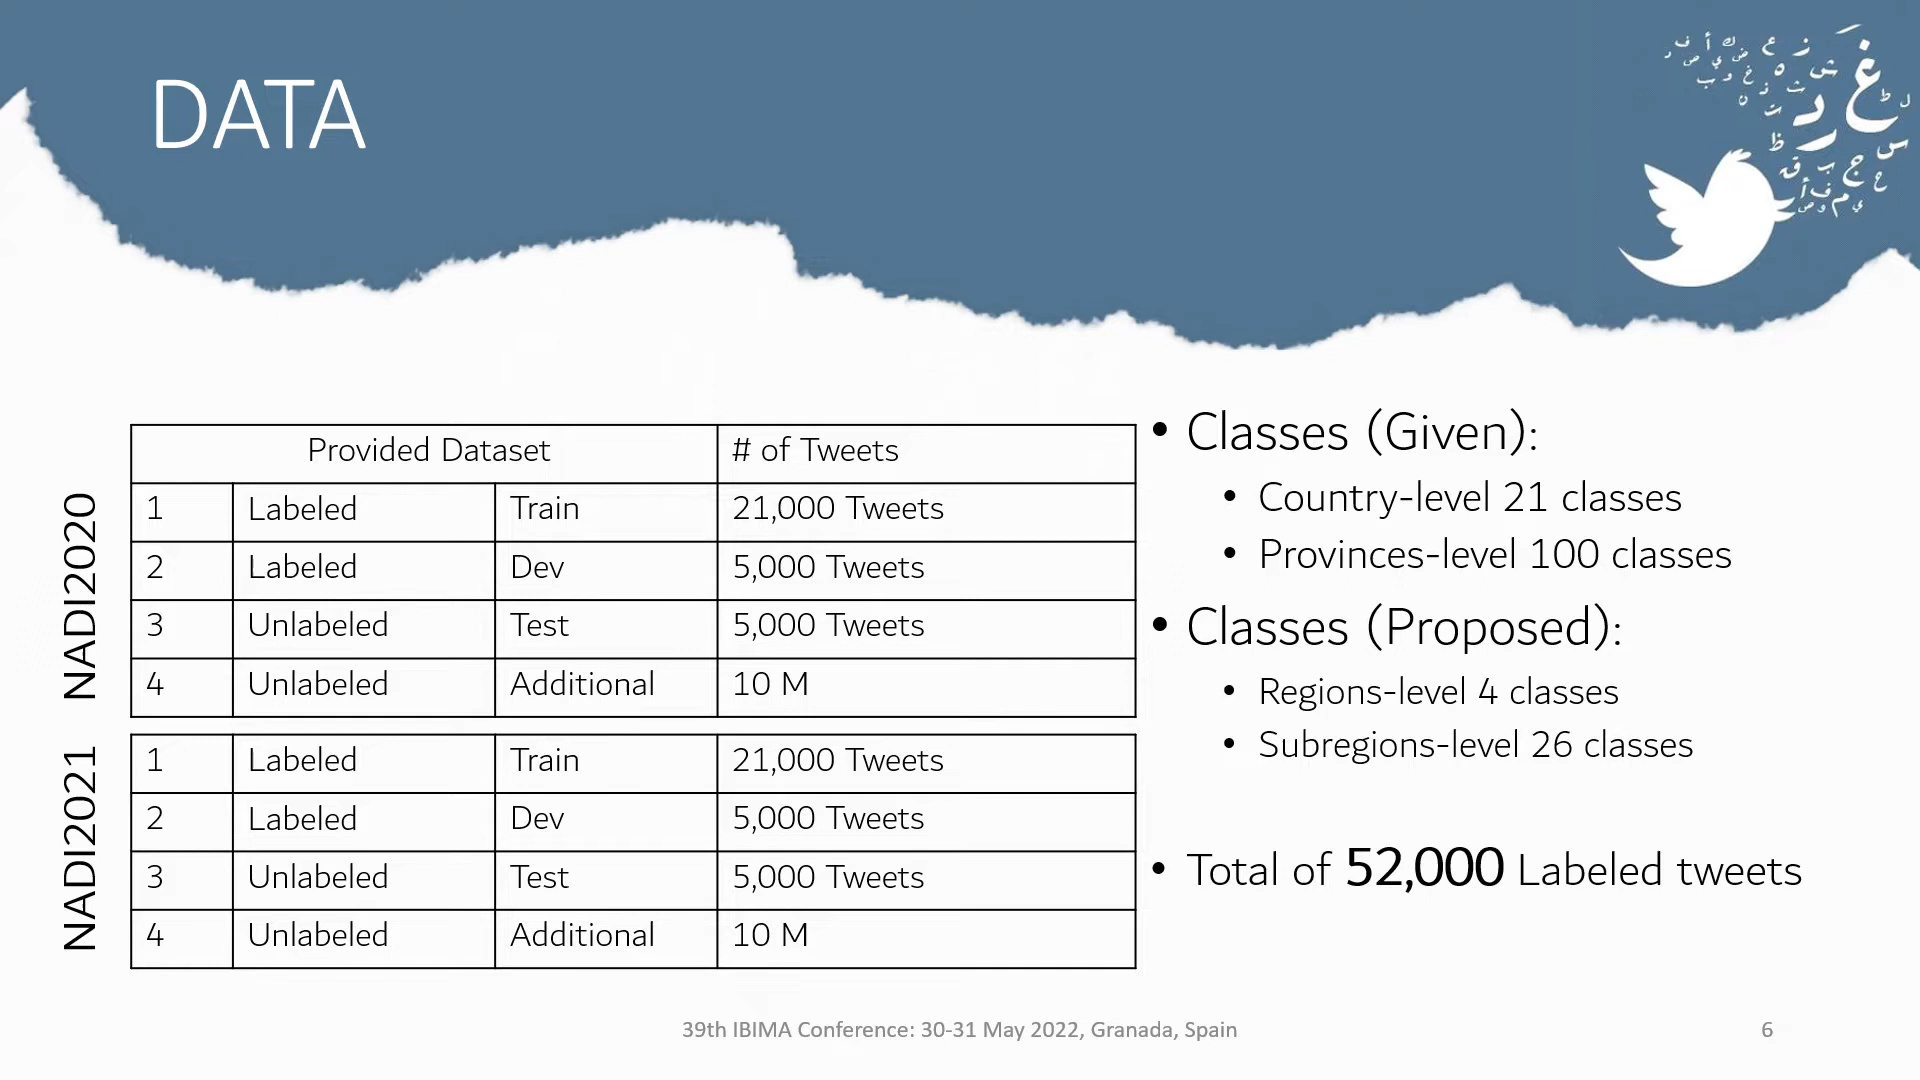 DATA
Provided Dataset # of Tweets
NADI2020
1 Labeled Train 21,000 Tweets
2 Labeled Dev 5,000 Tweets
3 Unlabeled Test 5,000 Tweets
4 Unlabeled Additional 10 M
NADI2021
1 Labeled Train 21,000 Tweets
2 Labeled Dev 5,000 Tweets
3 Unlabeled Test 5,000 Tweets
4 Unlabeled Additional 10 M
• Classes (Given):
• Country-level 21 classes
• Provinces-level 100 classes
• Classes (Proposed):
• Regions-level 4 classes
• Subregions-level 26 classes
• Total of 52,000 Labeled tweets
39th IBIMA Conference: 30-31 May 2022, Granada, Spain
6